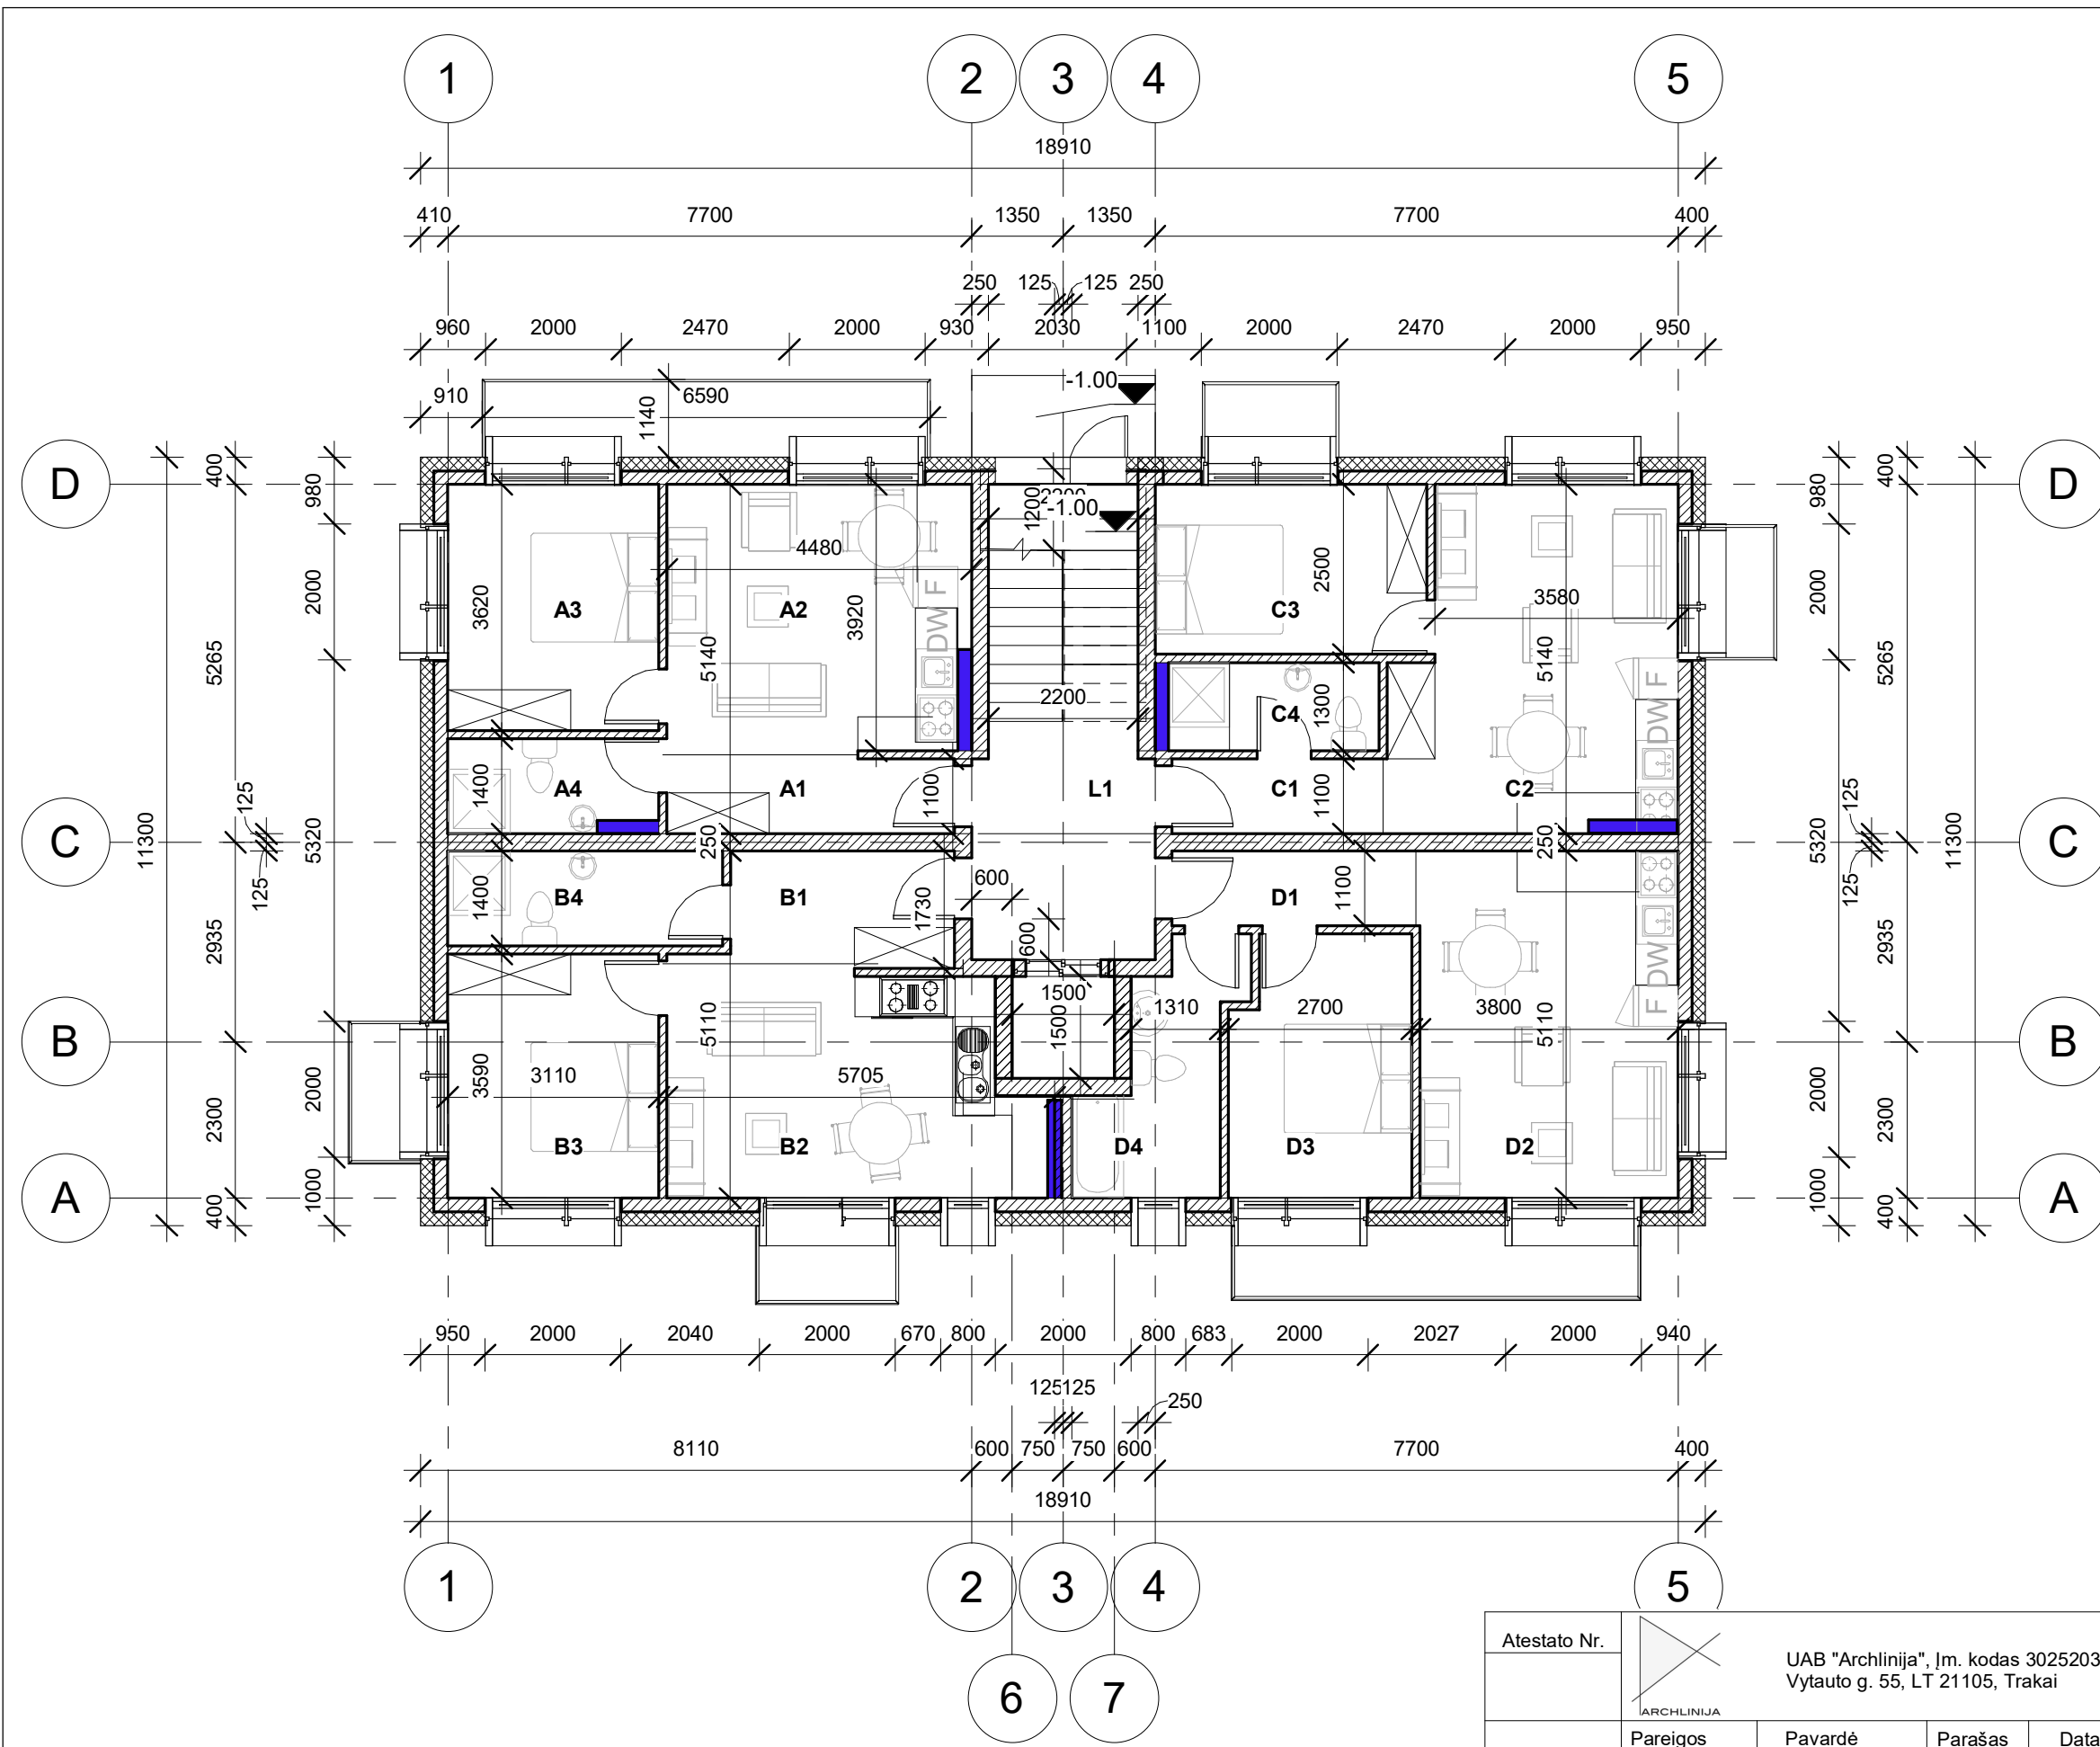 1 2 3 4 5
18910
410 7700 1350 1350 7700 400
250 125 125 250
960 2000 2470 2000 930 2030 1100 2000 2470 2000 950
910 6590 1140 -1.00
D 400 980 980 400 D
1200 -1.00
4480 2500 3580
3620 A3 A2 3920 DW F C3
2000 5265 5140 5140 2000 5265
F
DW
2200 C4 1300
1400 A4 A1 1100 L1 C1 1100 C2
125 125
C 11300 5320 250 250 5320 11300 C
125 125
1400 B4 B1 1730 600 D1 1100
2935 600 DW 2935
F
1500 1310 2700 3800
B 5110 1500 5110 B
3590 3110 5705
2000 2300 2000 2300
B3 B2 D4 D3 D2
A 400 1000 1000 400 A
950 2000 2040 2000 670 800 2000 800 683 2000 2027 2000 940
125 125 250
8110 600 750 750 600 7700 400
18910
1 2 3 4 5
6 7
Atestato Nr.
ARCHLINIJA
UAB "Archlinija", Įm. kodas 3025203
Vytauto g. 55, LT 21105, Trakai
Pareigos Pavardė Parašas Data